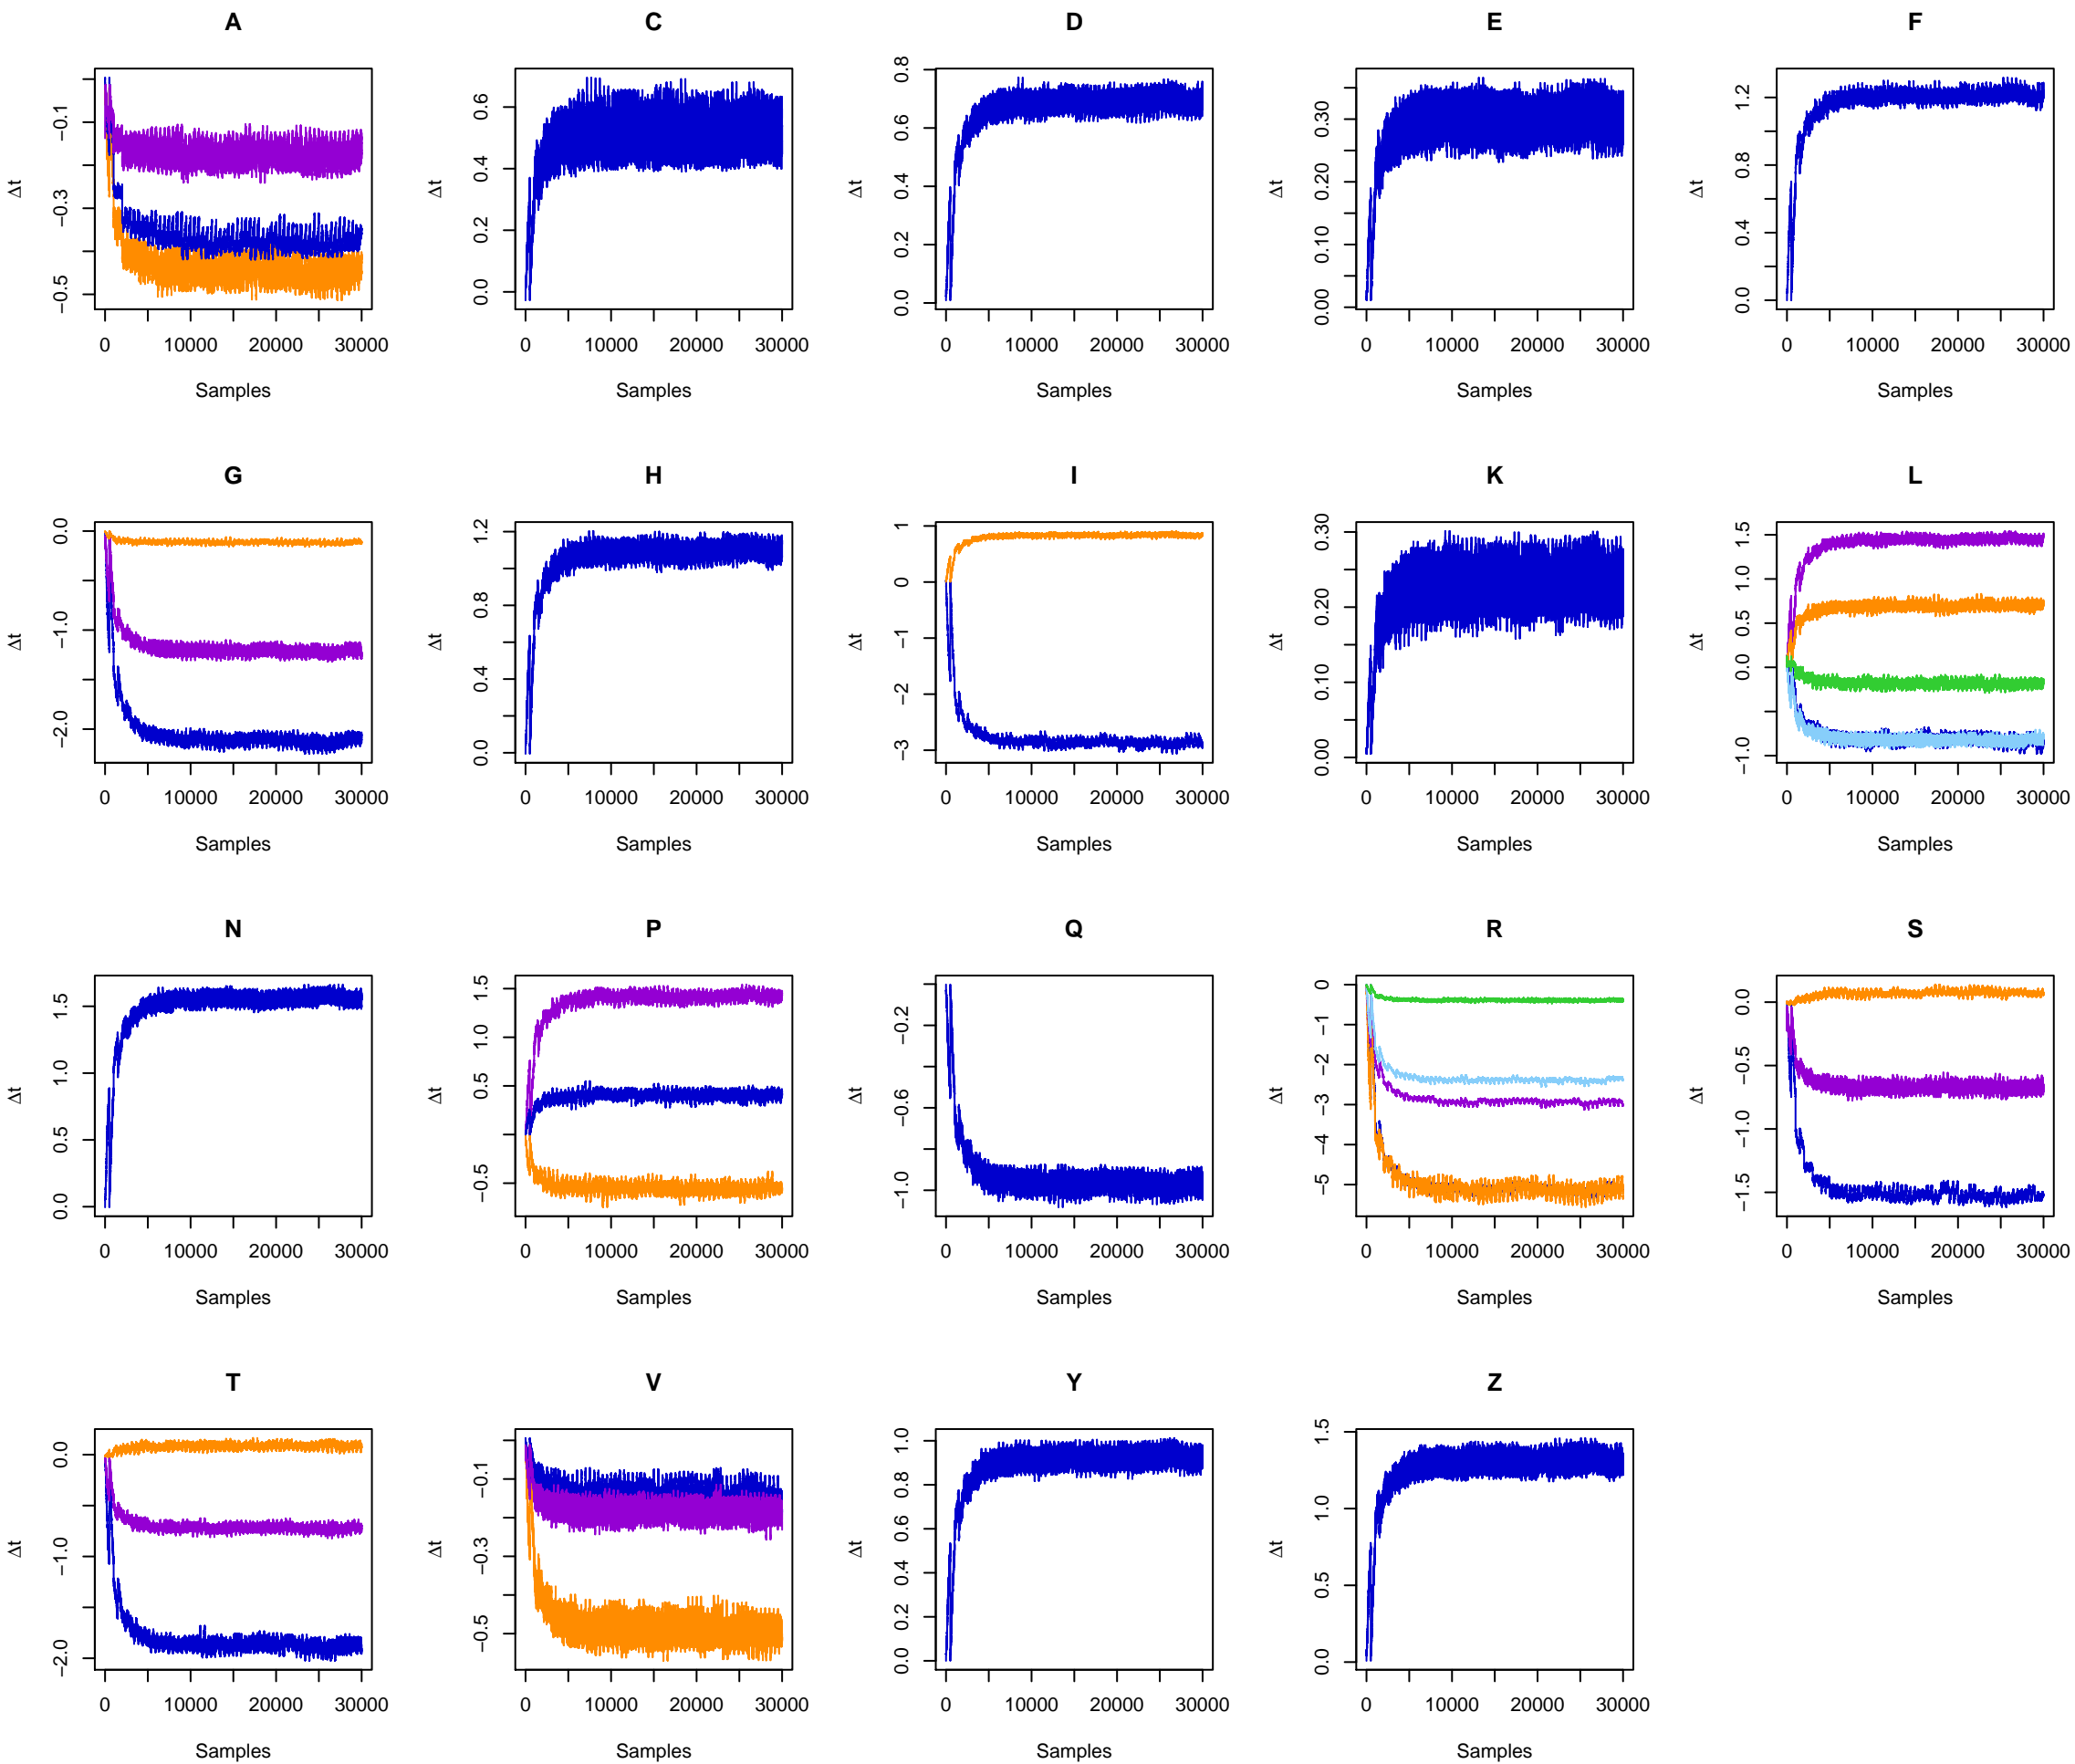 A
Δt
−0.1
−0.3
−0.5
0 10000 20000 30000
Samples
C
Δt
0.6
0.4
0.2
0.0
0 10000 20000 30000
Samples
D
Δt
0.8
0.6
0.4
0.2
0.0
0 10000 20000 30000
Samples
E
Δt
0.30
0.20
0.10
0.00
0 10000 20000 30000
Samples
F
Δt
1.2
0.8
0.4
0.0
0 10000 20000 30000
Samples
G
Δt
0.0
−1.0
−2.0
0 10000 20000 30000
Samples
H
Δt
1.2
0.8
0.4
0.0
0 10000 20000 30000
Samples
I
Δt
1
0
−1
−2
−3
0 10000 20000 30000
Samples
K
Δt
0.30
0.20
0.10
0.00
0 10000 20000 30000
Samples
L
Δt
1.5
1.0
0.5
0.0
−1.0
0 10000 20000 30000
Samples
N
Δt
1.5
1.0
0.5
0.0
0 10000 20000 30000
Samples
P
Δt
1.5
1.0
0.5
−0.5
0 10000 20000 30000
Samples
Q
Δt
−0.2
−0.6
−1.0
0 10000 20000 30000
Samples
R
Δt
0
−1
−2
−3
−4
−5
0 10000 20000 30000
Samples
S
Δt
0.0
−0.5
−1.0
−1.5
0 10000 20000 30000
Samples
T
Δt
0.0
−1.0
−2.0
0 10000 20000 30000
Samples
V
Δt
−0.1
−0.3
−0.5
0 10000 20000 30000
Samples
Y
Δt
1.0
0.8
0.6
0.4
0.2
0.0
0 10000 20000 30000
Samples
Z
Δt
1.5
1.0
0.5
0.0
0 10000 20000 30000
Samples